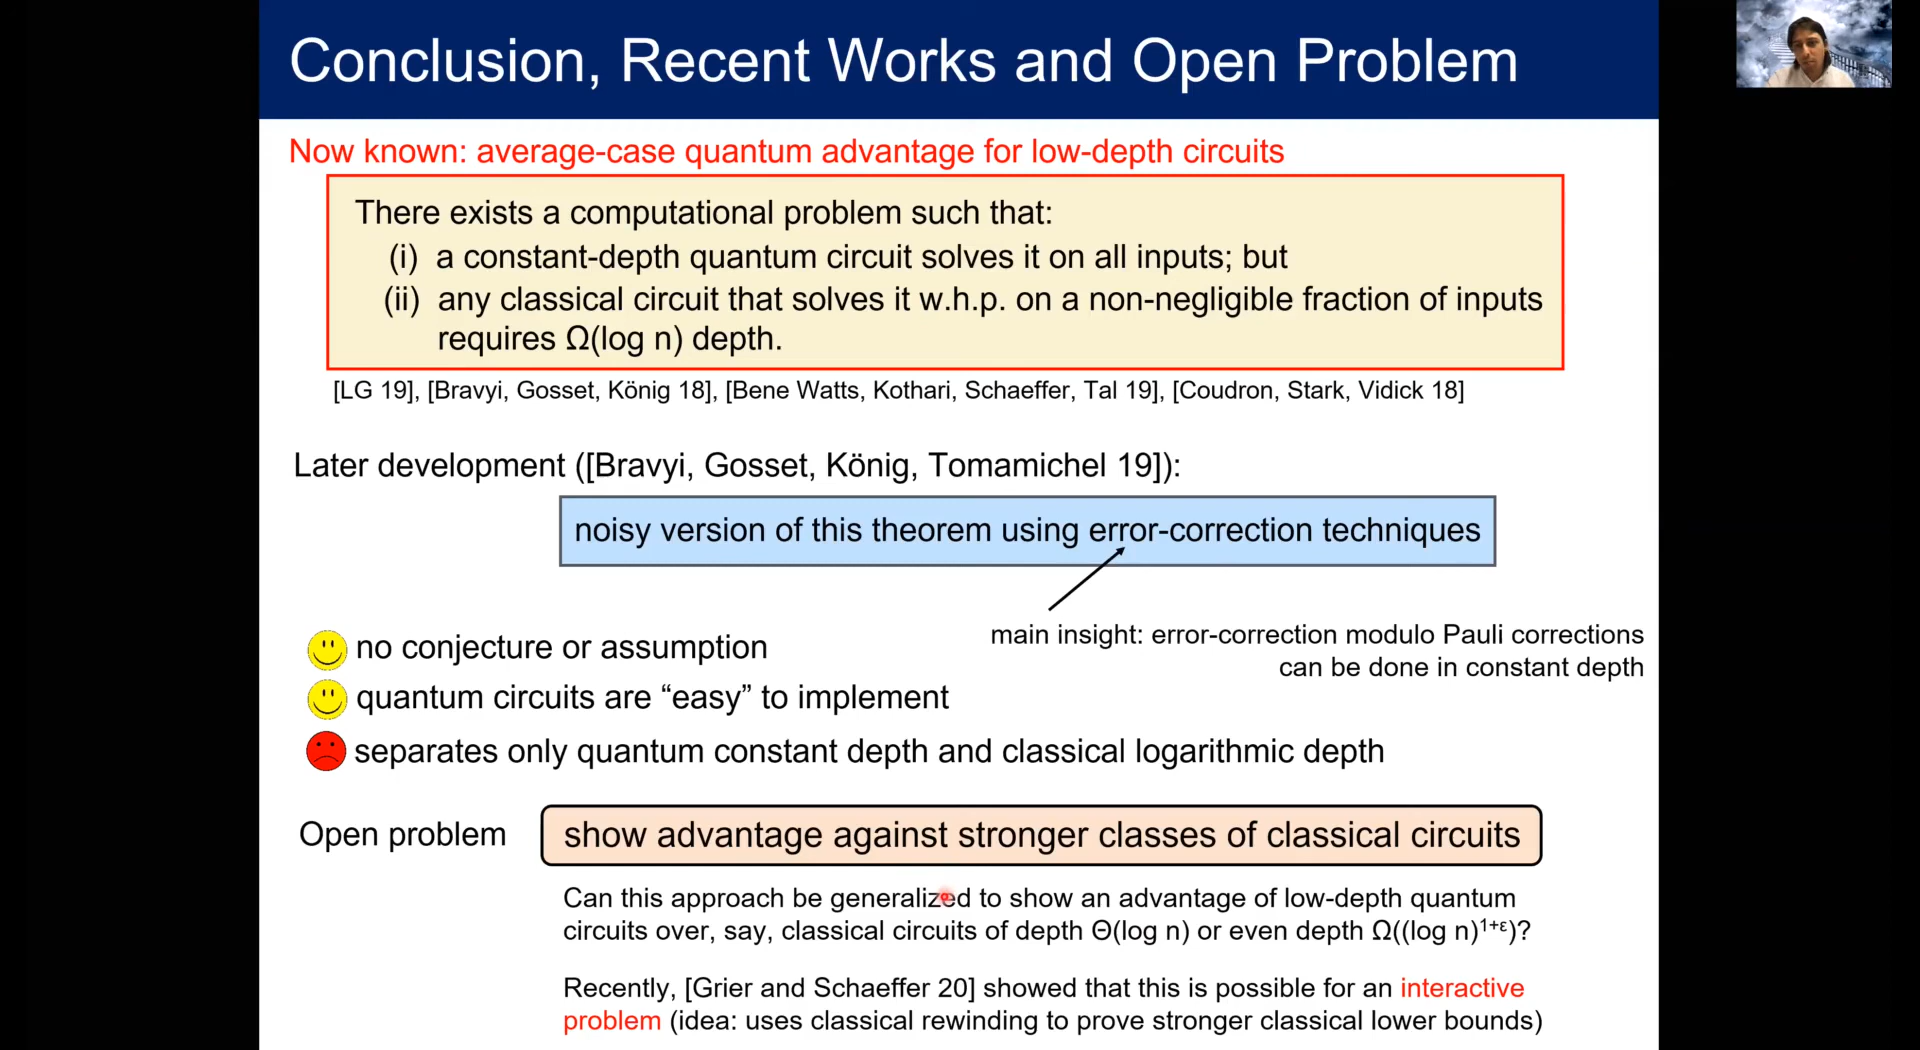 Conclusion, Recent Works and Open Problem
Now known: average-case quantum advantage for low-depth circuits
There exists a computational problem such that:
(i) a constant-depth quantum circuit solves it on all inputs; but
(ii) any classical circuit that solves it w.h.p. on a non-negligible fraction of inputs
requires Ω(log n) depth.
[LG 19], [Bravyi, Gosset, König 18], [Bene Watts, Kothari, Schaeffer, Tal 19], [Coudron, Stark, Vidick 18]
Later development ([Bravyi, Gosset, König, Tomamichel 19]):
noisy version of this theorem using error-correction techniques
main insight: error-correction modulo Pauli corrections
can be done in constant depth
no conjecture or assumption
quantum circuits are “easy” to implement
separates only quantum constant depth and classical logarithmic depth
Open problem
show advantage against stronger classes of classical circuits
Can this approach be generalized to show an advantage of low-depth quantum
circuits over, say, classical circuits of depth Θ(log n) or even depth Ω((log n)¹⁺ᵋ)?
Recently, [Grier and Schaeffer 20] showed that this is possible for an interactive
problem (idea: uses classical rewinding to prove stronger classical lower bounds)